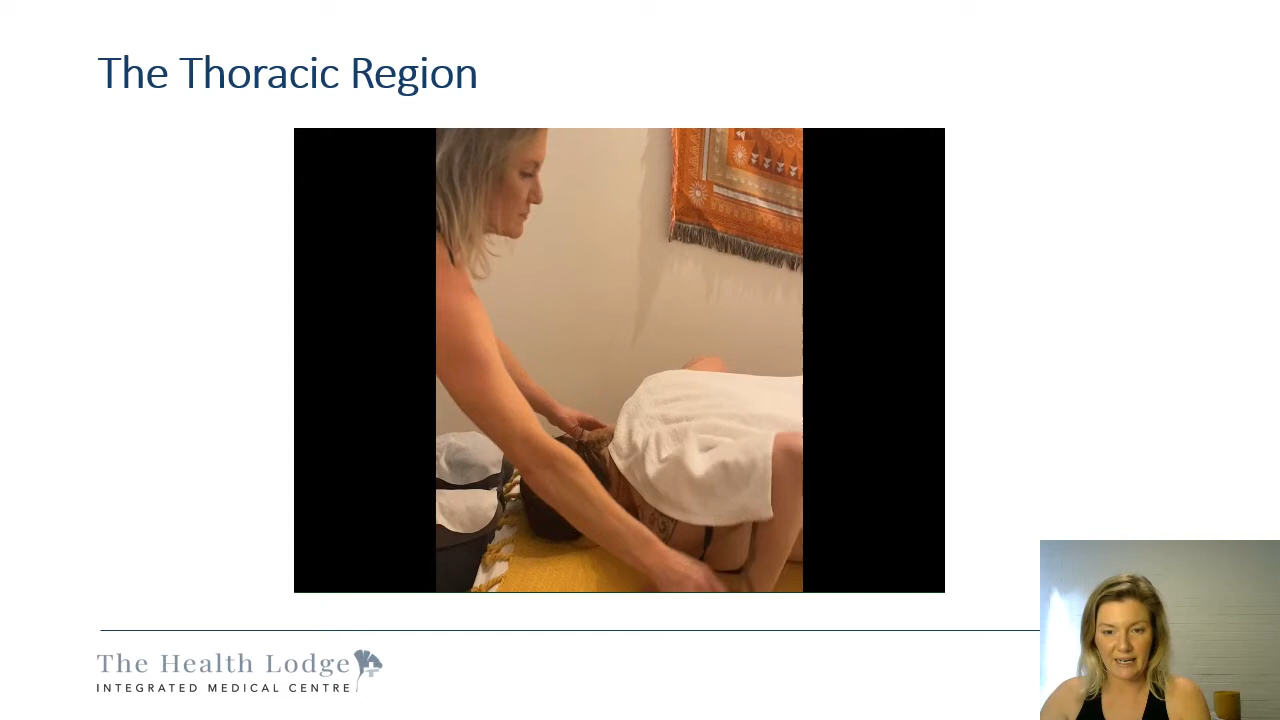 The Thoracic Region
The Health Lodge
INTEGRATED MEDICAL CENTRE